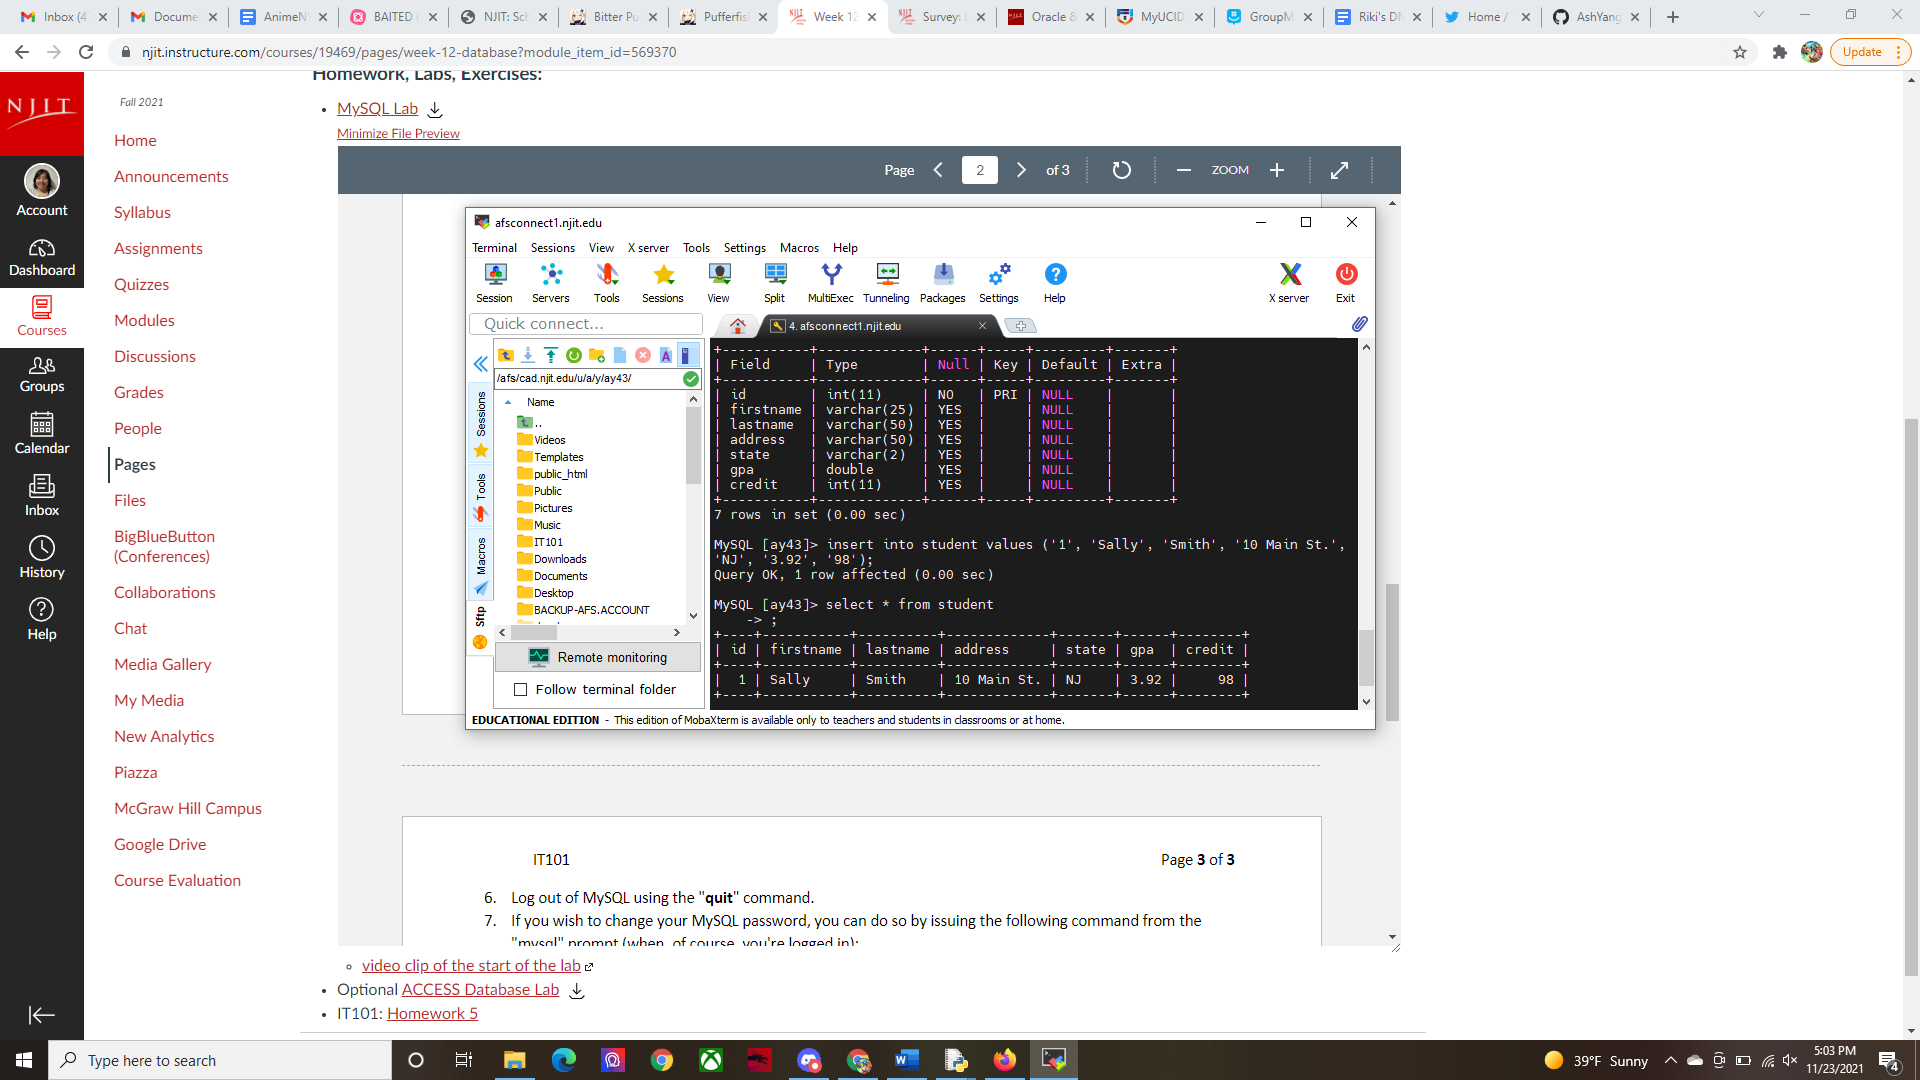 Inbox (4
Docume
AnimeN
BAITED (
NJIT: Sc
Bitter Pu
Pufferfis
Week 12
Survey:
Oracle &
MyUCID
GroupM
Riki's D
Home /
AshYang
njit.instructure.com/courses/19469/pages/week-12-database?module_item_id=569370
Update
NJIT
Account
Dashboard
Courses
Groups
Calendar
Inbox
History
Help
Fall 2021
Home
Announcements
Syllabus
Assignments
Quizzes
Modules
Discussions
Grades
People
Pages
Files
BigBlueButton
(Conferences)
Collaborations
Chat
Media Gallery
My Media
New Analytics
Piazza
McGraw Hill Campus
Google Drive
Course Evaluation
Homework, Labs, Exercises:
MySQL Lab
Minimize File Preview
Page 2 of 3 ZOOM
afsconnect1.njit.edu
Terminal Sessions View X server Tools Settings Macros Help
Session Servers Tools Sessions View Split MultiExec Tunneling Packages Settings Help X server Exit
Quick connect...
4. afsconnect1.njit.edu
/afs/cad.njit.edu/u/a/y/ay43/
Sessions
Tools
Macros
Sftp
Name
..
Videos
Templates
public_html
Public
Pictures
Music
IT101
Downloads
Documents
Desktop
BACKUP-AFS.ACCOUNT
Remote monitoring
Follow terminal folder
+-----------+-------------+------+-----+---------+-------+
| Field     | Type        | Null | Key | Default | Extra |
+-----------+-------------+------+-----+---------+-------+
| id        | int(11)     | NO   | PRI | NULL    |       |
| firstname | varchar(25) | YES  |     | NULL    |       |
| lastname  | varchar(50) | YES  |     | NULL    |       |
| address   | varchar(50) | YES  |     | NULL    |       |
| state     | varchar(2)  | YES  |     | NULL    |       |
| gpa       | double      | YES  |     | NULL    |       |
| credit    | int(11)     | YES  |     | NULL    |       |
+-----------+-------------+------+-----+---------+-------+
7 rows in set (0.00 sec)
MySQL [ay43]> insert into student values ('1', 'Sally', 'Smith', '10 Main St.',
'NJ', '3.92', '98');
Query OK, 1 row affected (0.00 sec)
MySQL [ay43]> select * from student
    -> ;
+----+-----------+----------+-------------+-------+------+--------+
| id | firstname | lastname | address     | state | gpa  | credit |
+----+-----------+----------+-------------+-------+------+--------+
|  1 | Sally     | Smith    | 10 Main St. | NJ    | 3.92 |     98 |
+----+-----------+----------+-------------+-------+------+--------+
EDUCATIONAL EDITION - This edition of MobaXterm is available only to teachers and students in classrooms or at home.
IT101 Page 3 of 3
6. Log out of MySQL using the "quit" command.
7. If you wish to change your MySQL password, you can do so by issuing the following command from the
"mysql" prompt (when, of course, you're logged in):
video clip of the start of the lab
Optional ACCESS Database Lab
IT101: Homework 5
Type here to search
39°F Sunny
5:03 PM
11/23/2021
4